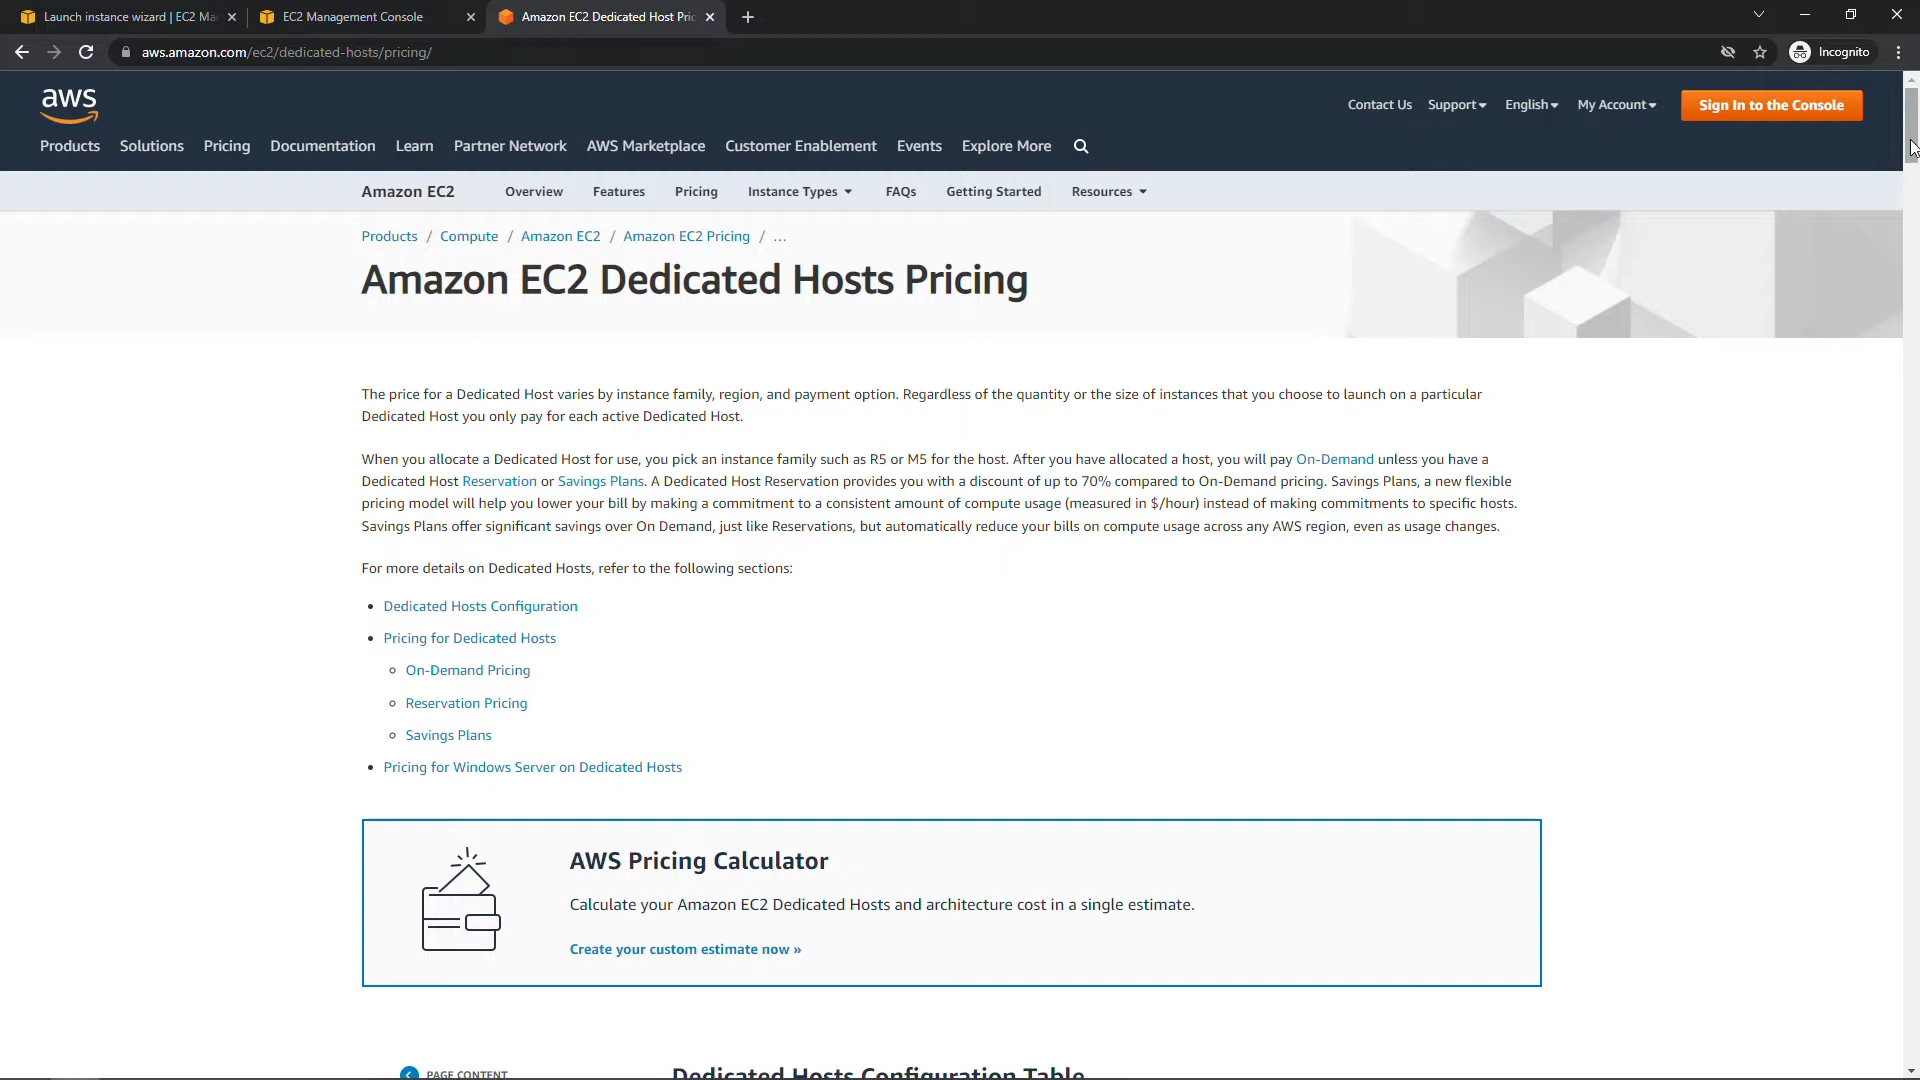 Launch instance wizard | EC2 Ma
EC2 Management Console
Amazon EC2 Dedicated Host Pric
aws.amazon.com/ec2/dedicated-hosts/pricing/
Incognito
aws
Contact Us
Support
English
My Account
Sign In to the Console
Products
Solutions
Pricing
Documentation
Learn
Partner Network
AWS Marketplace
Customer Enablement
Events
Explore More
Amazon EC2
Overview
Features
Pricing
Instance Types
FAQs
Getting Started
Resources
Products / Compute / Amazon EC2 / Amazon EC2 Pricing / ...
Amazon EC2 Dedicated Hosts Pricing
The price for a Dedicated Host varies by instance family, region, and payment option. Regardless of the quantity or the size of instances that you choose to launch on a particular
Dedicated Host you only pay for each active Dedicated Host.
When you allocate a Dedicated Host for use, you pick an instance family such as R5 or M5 for the host. After you have allocated a host, you will pay On-Demand unless you have a
Dedicated Host Reservation or Savings Plans. A Dedicated Host Reservation provides you with a discount of up to 70% compared to On-Demand pricing. Savings Plans, a new flexible
pricing model will help you lower your bill by making a commitment to a consistent amount of compute usage (measured in $/hour) instead of making commitments to specific hosts.
Savings Plans offer significant savings over On Demand, just like Reservations, but automatically reduce your bills on compute usage across any AWS region, even as usage changes.
For more details on Dedicated Hosts, refer to the following sections:
Dedicated Hosts Configuration
Pricing for Dedicated Hosts
On-Demand Pricing
Reservation Pricing
Savings Plans
Pricing for Windows Server on Dedicated Hosts
AWS Pricing Calculator
Calculate your Amazon EC2 Dedicated Hosts and architecture cost in a single estimate.
Create your custom estimate now »
PAGE CONTENT
Dedicated Hosts Configuration Table